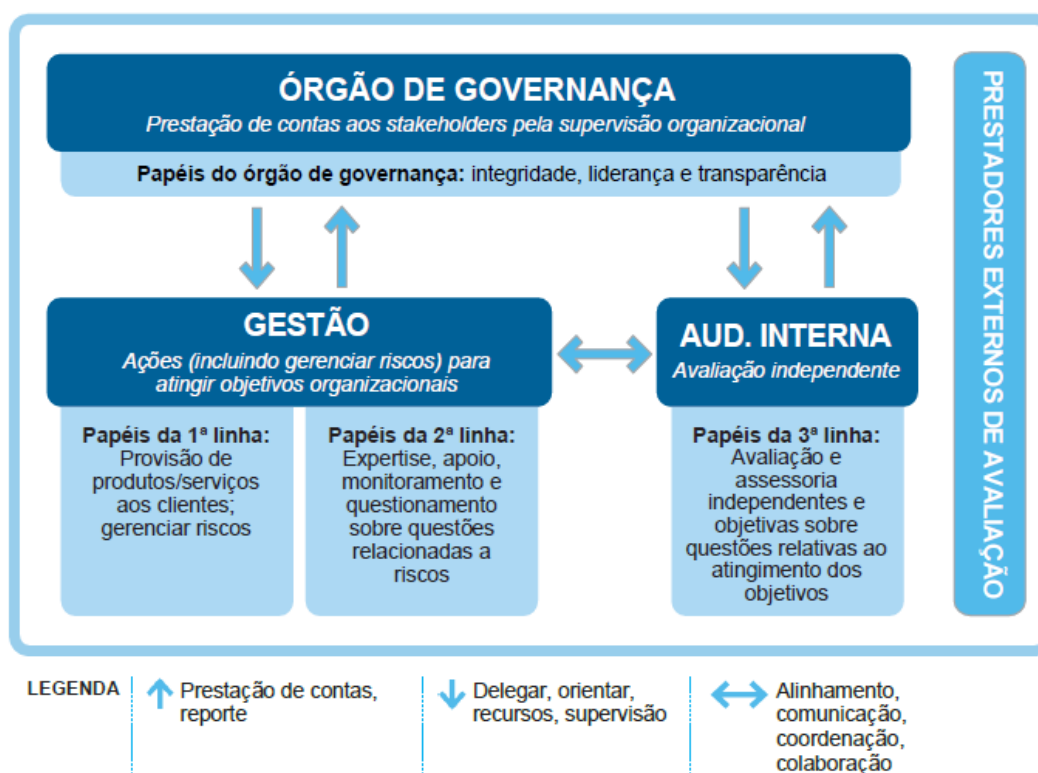 ÓRGÃO DE GOVERNANÇA
Prestação de contas aos stakeholders pela supervisão organizacional
Papéis do órgão de governança: integridade, liderança e transparência
GESTÃO
Ações (incluindo gerenciar riscos) para
atingir objetivos organizacionais
Papéis da 1ª linha:
Provisão de
produtos/serviços
aos clientes;
gerenciar riscos
Papéis da 2ª linha:
Expertise, apoio,
monitoramento e
questionamento
sobre questões
relacionadas a
riscos
AUD. INTERNA
Avaliação independente
Papéis da 3ª linha:
Avaliação e
assessoria
independentes e
objetivas sobre
questões relativas ao
atingimento dos
objetivos
PRESTADORES EXTERNOS DE AVALIAÇÃO
LEGENDA
Prestação de contas,
reporte
Delegar, orientar,
recursos, supervisão
Alinhamento,
comunicação,
coordenação,
colaboração